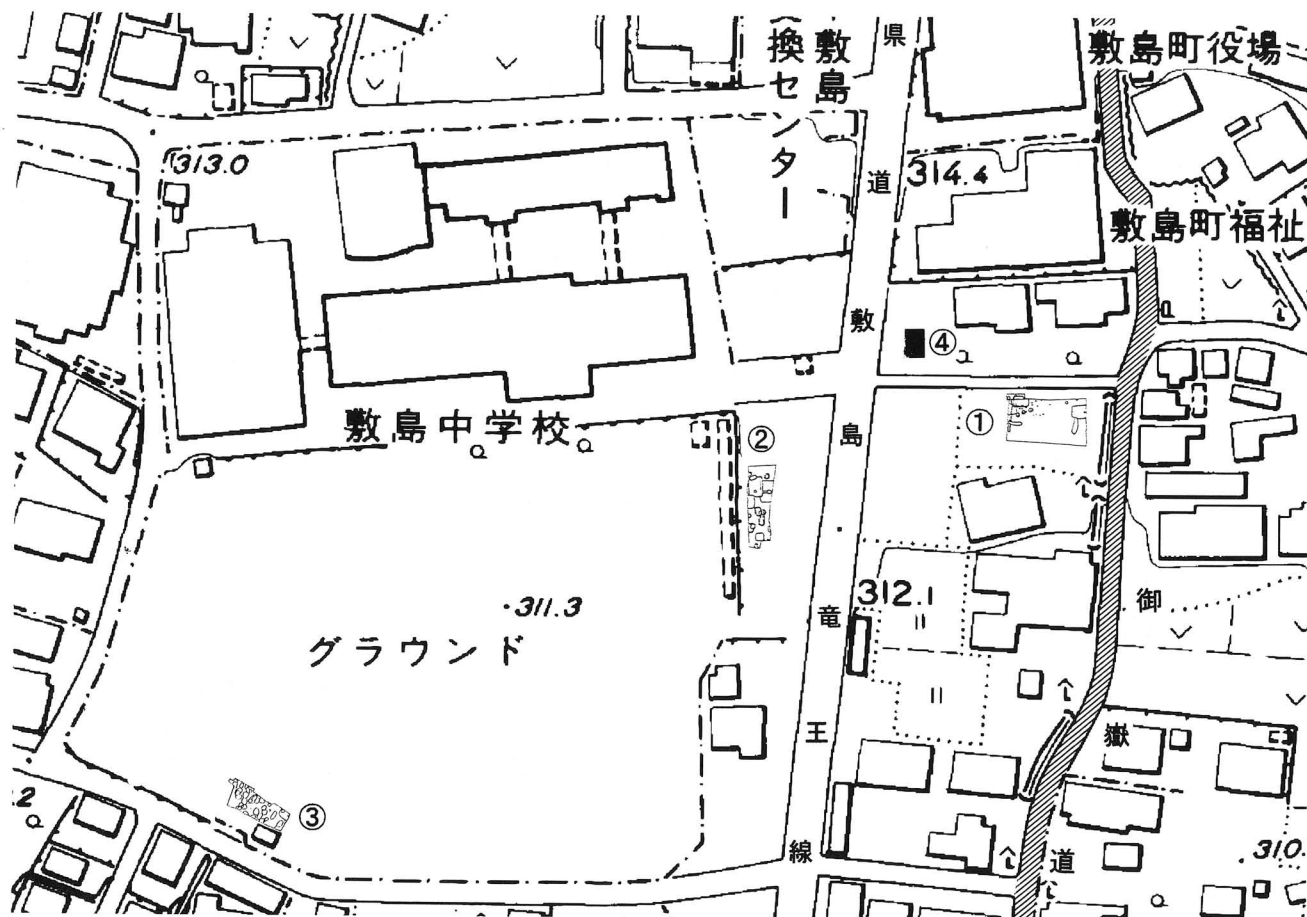 敷島町役場
敷島
換センター
県道敷島竜王線
313.0
314.4
敷島町福祉
④
敷島中学校
①
②
311.3
グラウンド
312.1
御嶽道
③
.2
310.